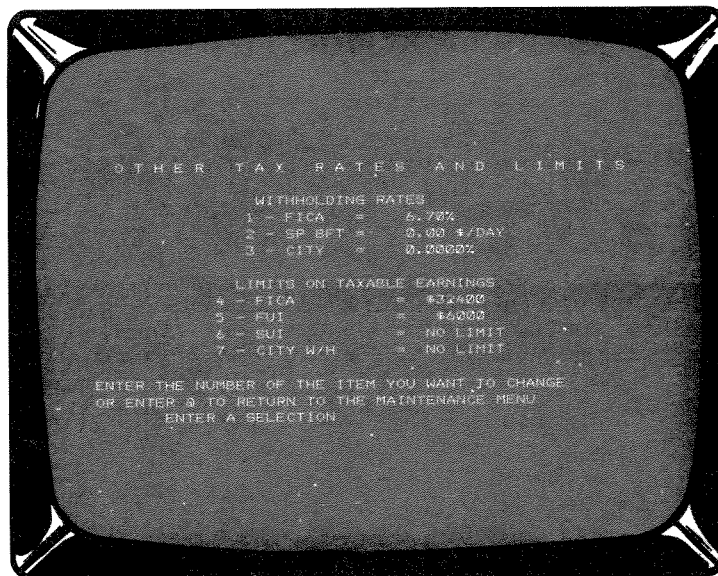 OTHER TAX RATES AND LIMITS
WITHHOLDING RATES
1 - FICA = 6.70%
2 - SP BFT = 0.00 $/DAY
3 - CITY = 0.0000%
LIMITS ON TAXABLE EARNINGS
4 - FICA = $32400
5 - FUI = $6000
6 - SUI = NO LIMIT
7 - CITY W/H = NO LIMIT
ENTER THE NUMBER OF THE ITEM YOU WANT TO CHANGE
OR ENTER @ TO RETURN TO THE MAINTENANCE MENU
ENTER A SELECTION